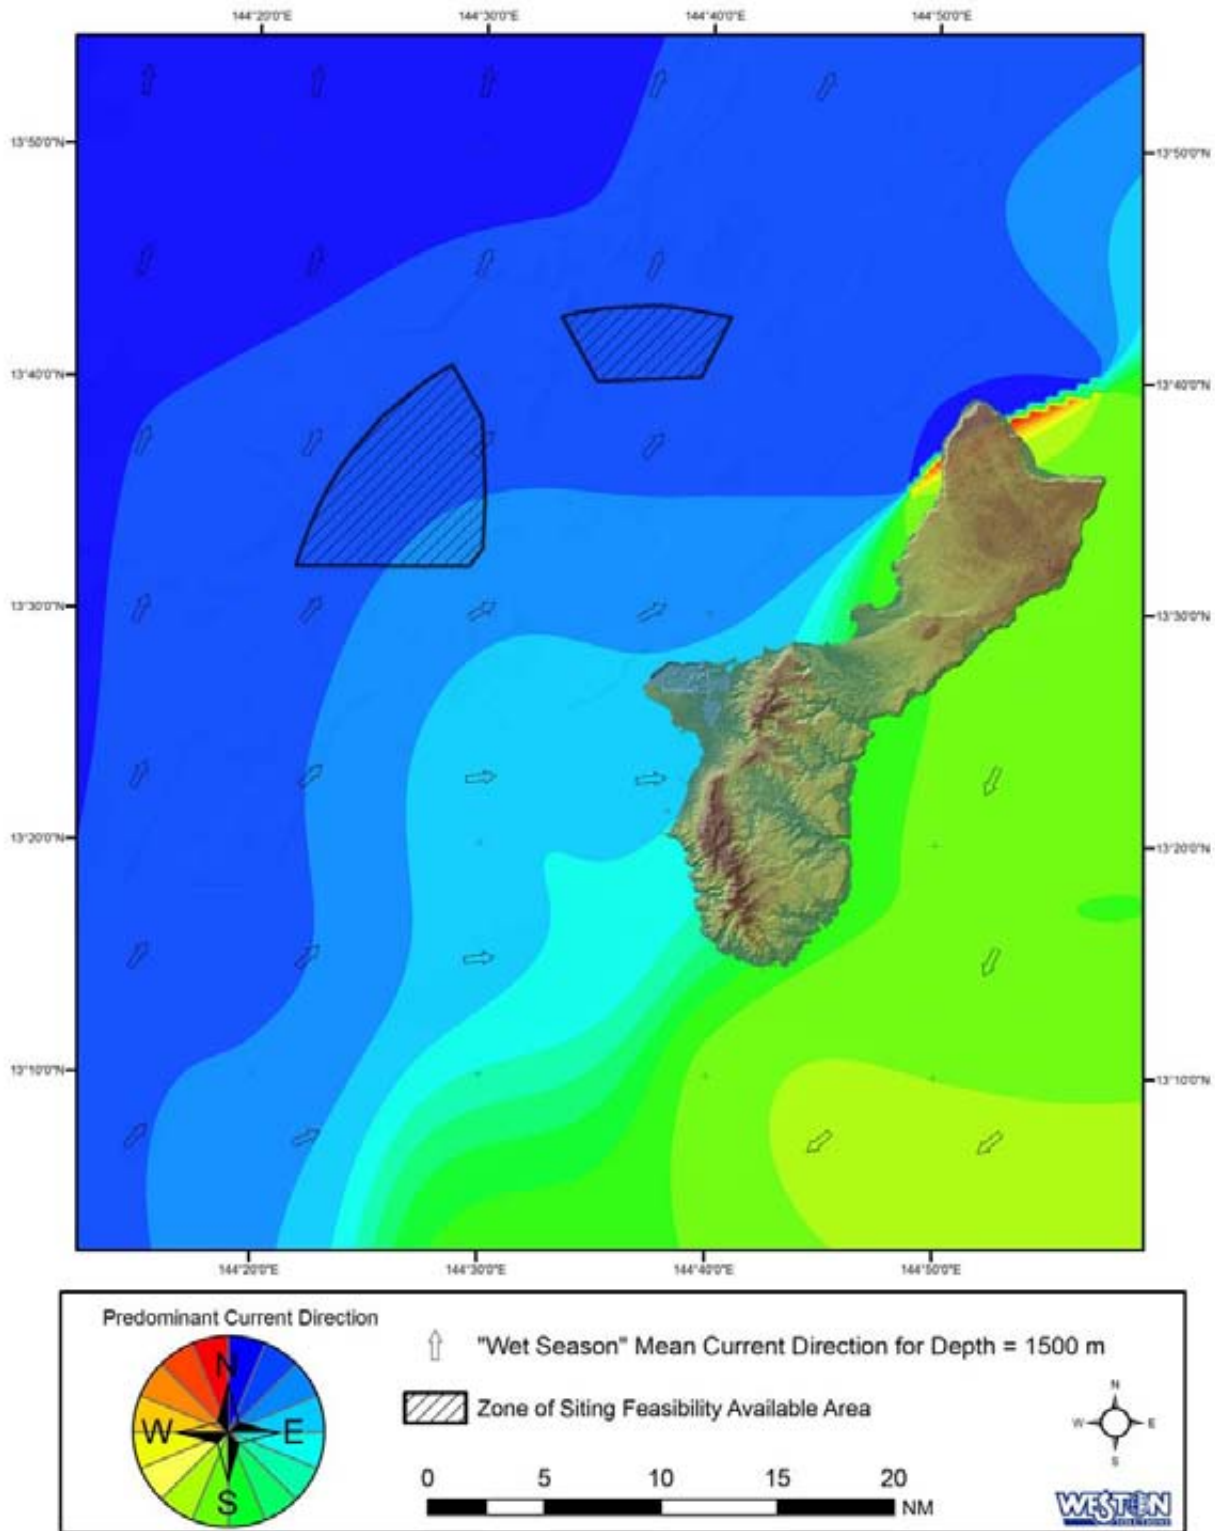 144°20'0"E 144°30'0"E 144°40'0"E 144°50'0"E
13°50'0"N 13°50'0"N
13°40'0"N 13°40'0"N
13°30'0"N 13°30'0"N
13°20'0"N 13°20'0"N
13°10'0"N 13°10'0"N
144°20'0"E 144°30'0"E 144°40'0"E 144°50'0"E
Predominant Current Direction
N
W E
S
"Wet Season" Mean Current Direction for Depth = 1500 m
Zone of Siting Feasibility Available Area
0 5 10 15 20
NM
N
W E
S
WESTON
SOLUTIONS